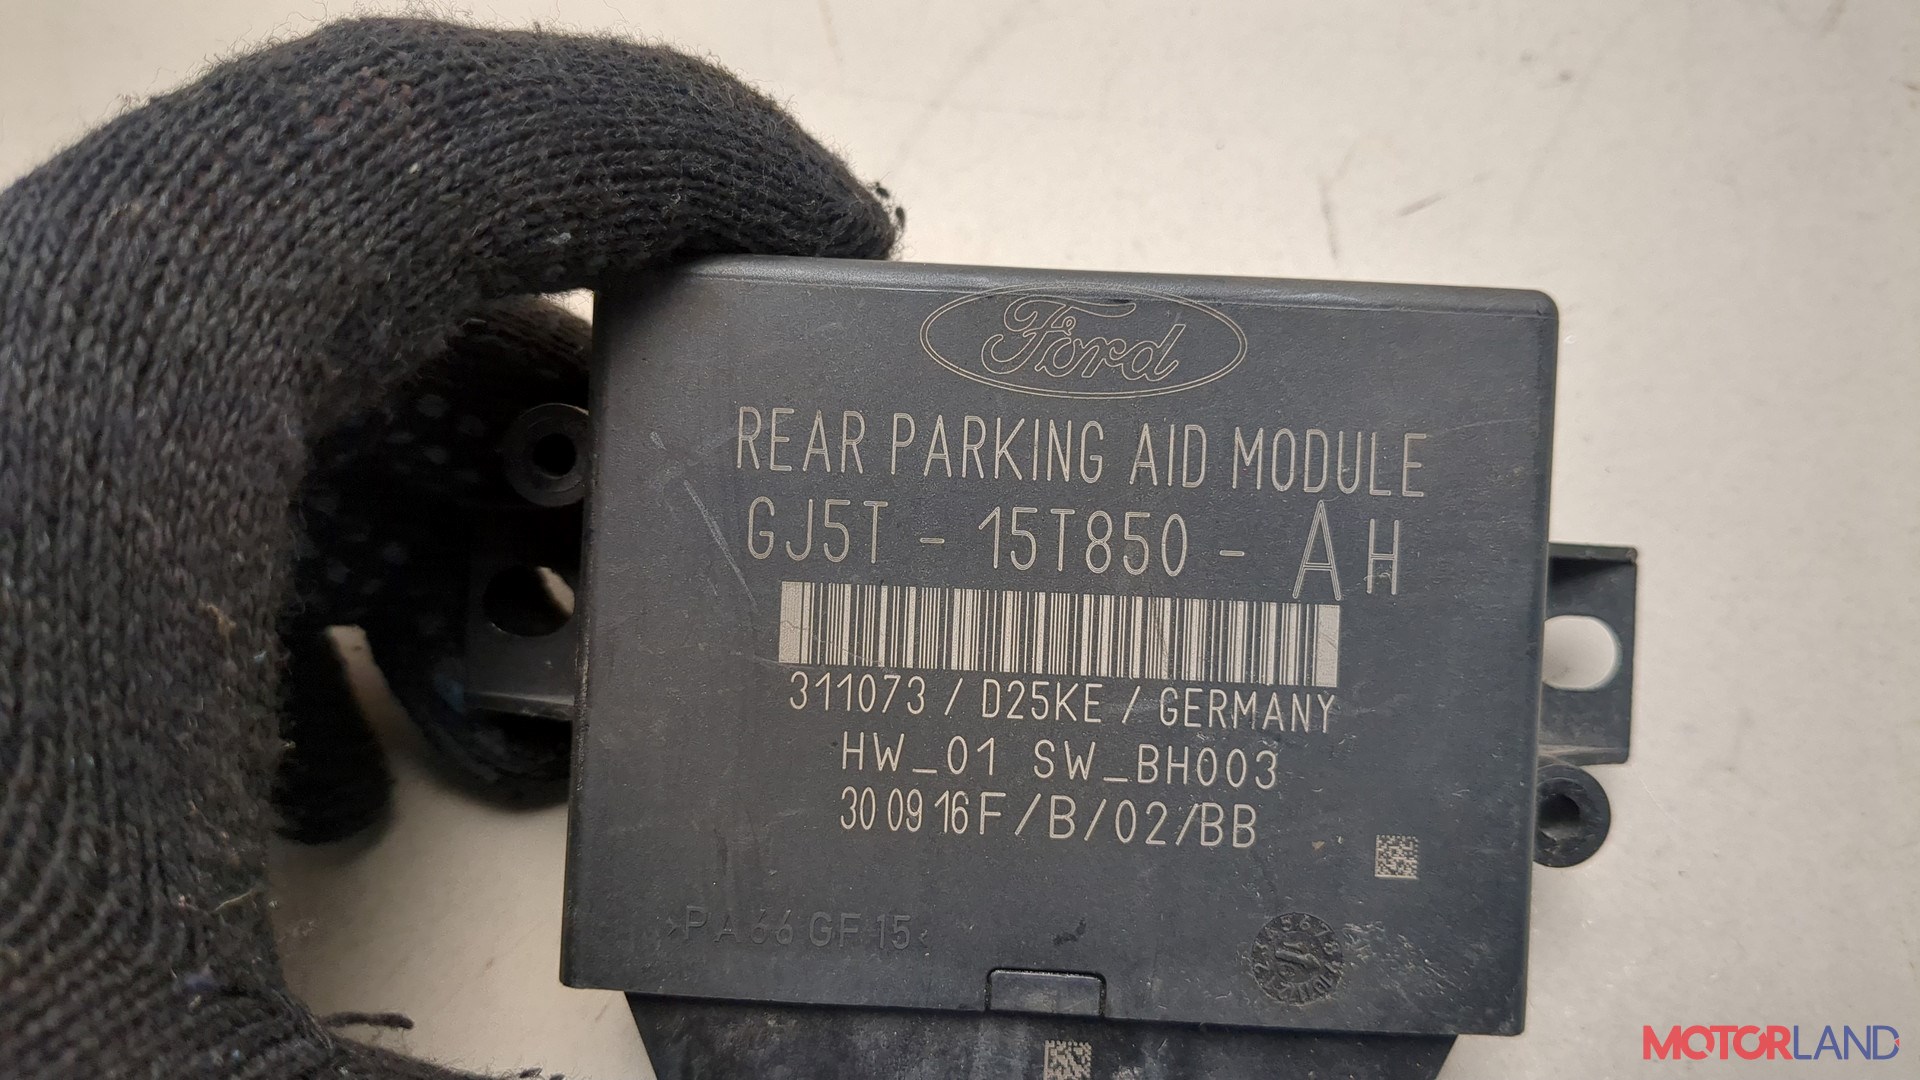 Ford
REAR PARKING AID MODULE
GJ5T - 15T850 - AH
311073 / D25KE / GERMANY
HW_01 SW_BH003
30 09 16 F/B/02/BB
>PA66 GF15<
MOTORLAND